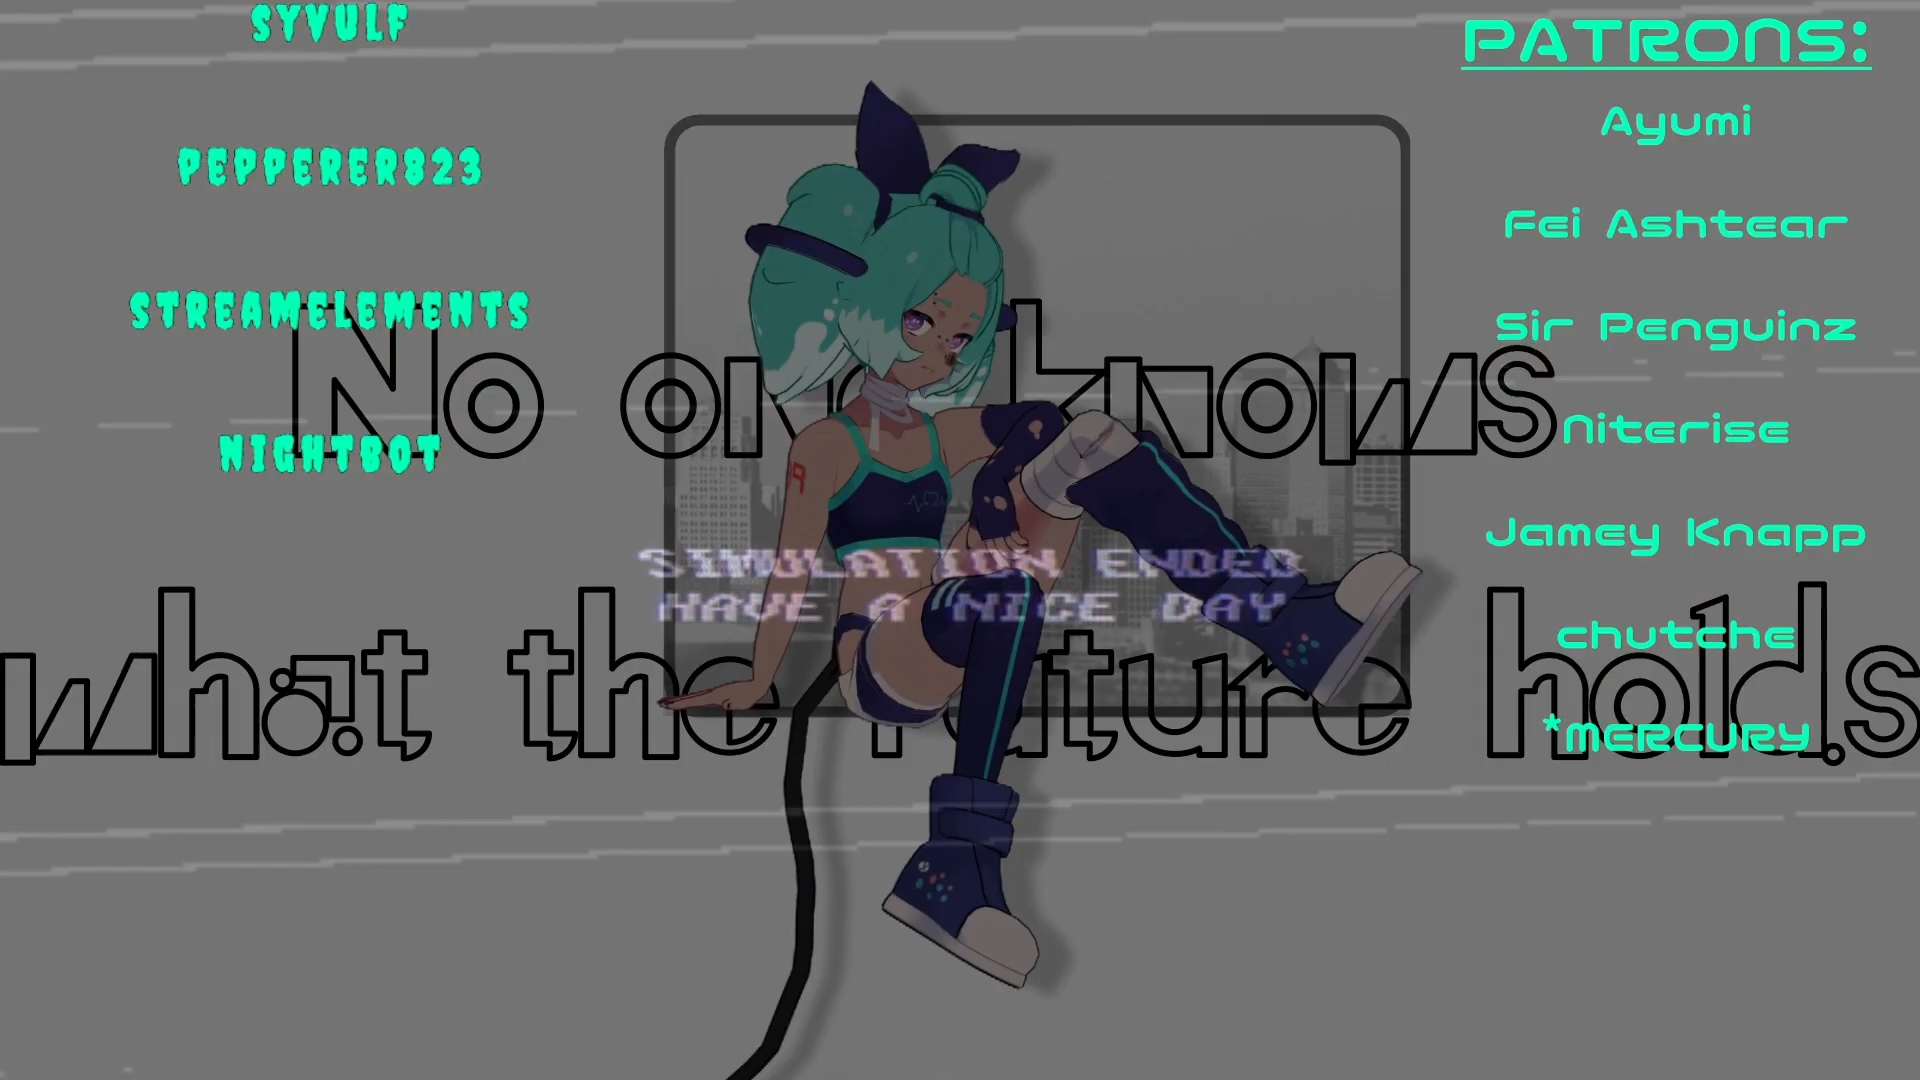 SYVULF
PEPPERER823
STREAMELEMENTS
NIGHTBOT
PATRONS:
Ayumi
Fei Ashtear
Sir Penguinz
Niterise
Jamey Knapp
chutche
*MERCURY
No one knows
what the future holds
SIMULATION ENDED
HAVE A NICE DAY